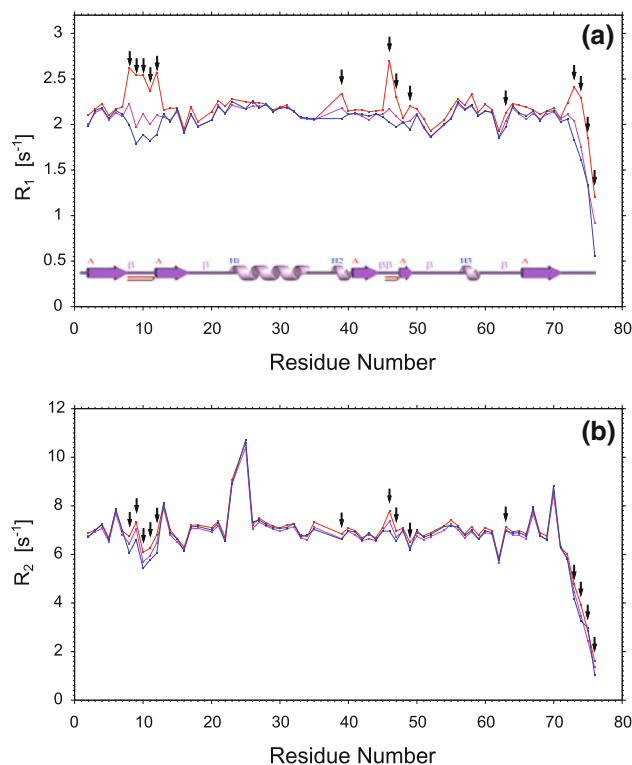 (a)
3
2.5
2
1.5
1
0.5
0
R1 [s-1]
A β A β H1 H2 A ββ A β H3 β A
0 10 20 30 40 50 60 70 80
Residue Number
(b)
12
10
8
6
4
2
0
R2 [s-1]
0 10 20 30 40 50 60 70 80
Residue Number